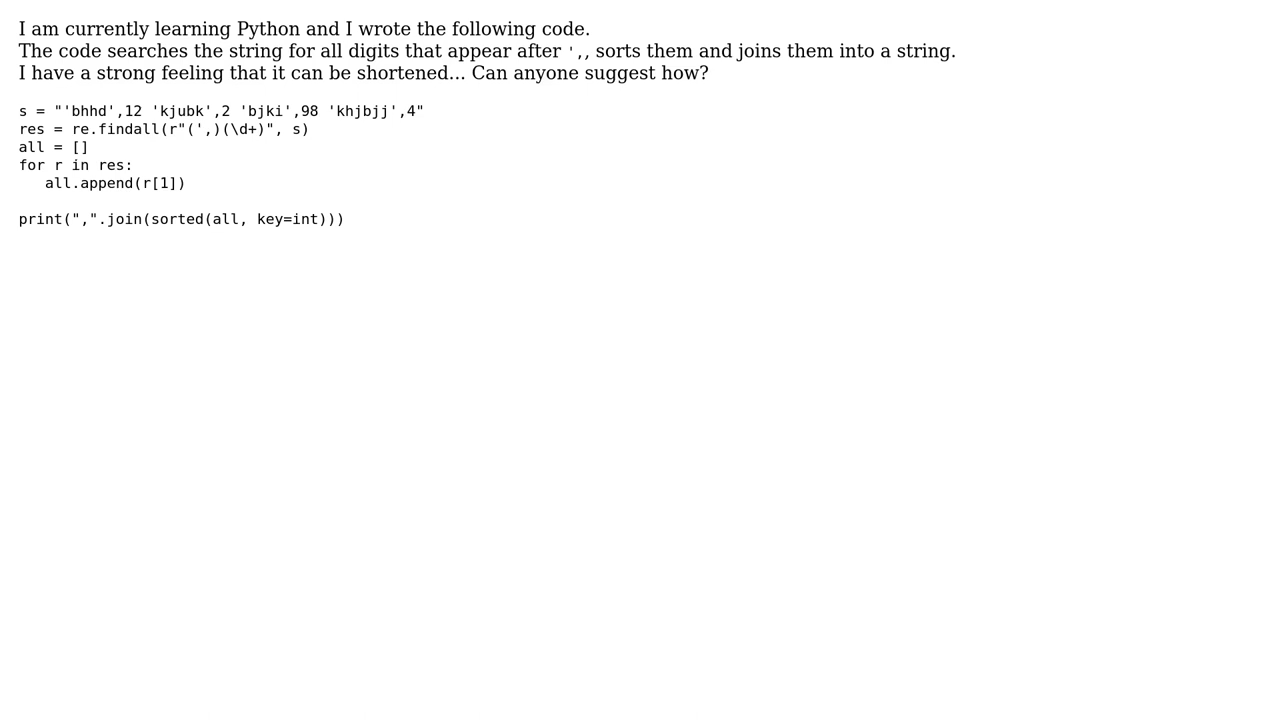 I am currently learning Python and I wrote the following code.
The code searches the string for all digits that appear after ',, sorts them and joins them into a string.
I have a strong feeling that it can be shortened... Can anyone suggest how?
s = "'bhhd',12 'kjubk',2 'bjki',98 'khjbjj',4"
res = re.findall(r"(',)(\d+)", s)
all = []
for r in res:
   all.append(r[1])
print(",".join(sorted(all, key=int)))